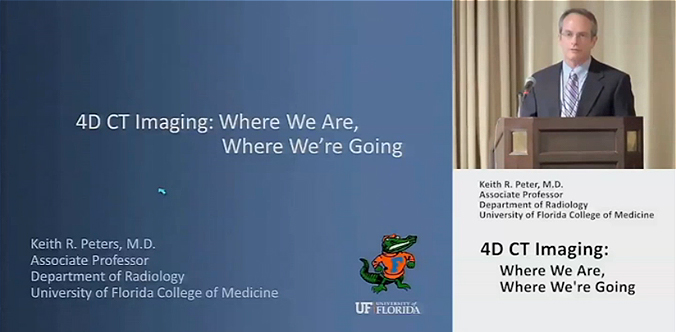 4D CT Imaging: Where We Are,
Where We're Going
Keith R. Peters, M.D.
Associate Professor
Department of Radiology
University of Florida College of Medicine
F
UF UNIVERSITY of
FLORIDA
Keith R. Peter, M.D.
Associate Professor
Department of Radiology
University of Florida College of Medicine
4D CT Imaging:
Where We Are,
Where We're Going